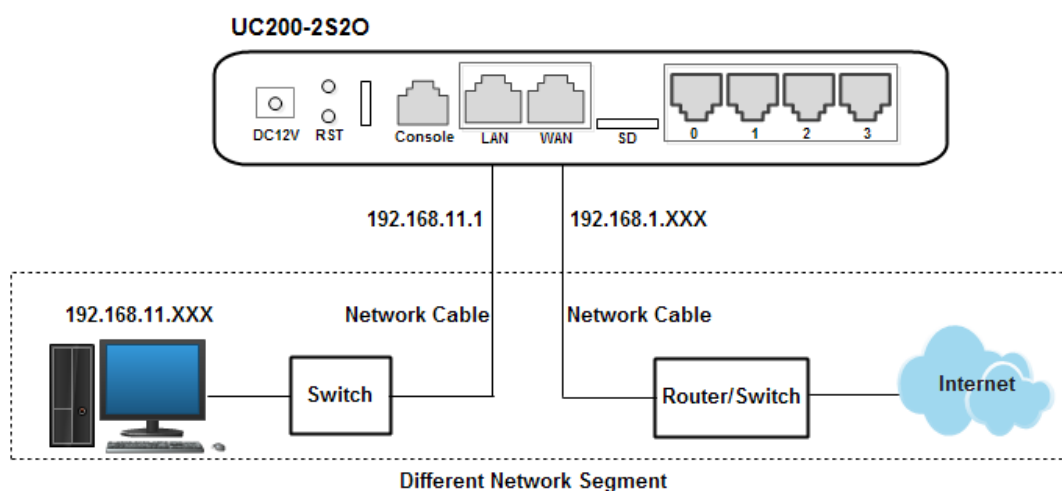 UC200-2S2O
DC12V
RST
Console
LAN
WAN
SD
0
1
2
3
192.168.11.1
192.168.1.XXX
192.168.11.XXX
Network Cable
Network Cable
Switch
Router/Switch
Internet
Different Network Segment